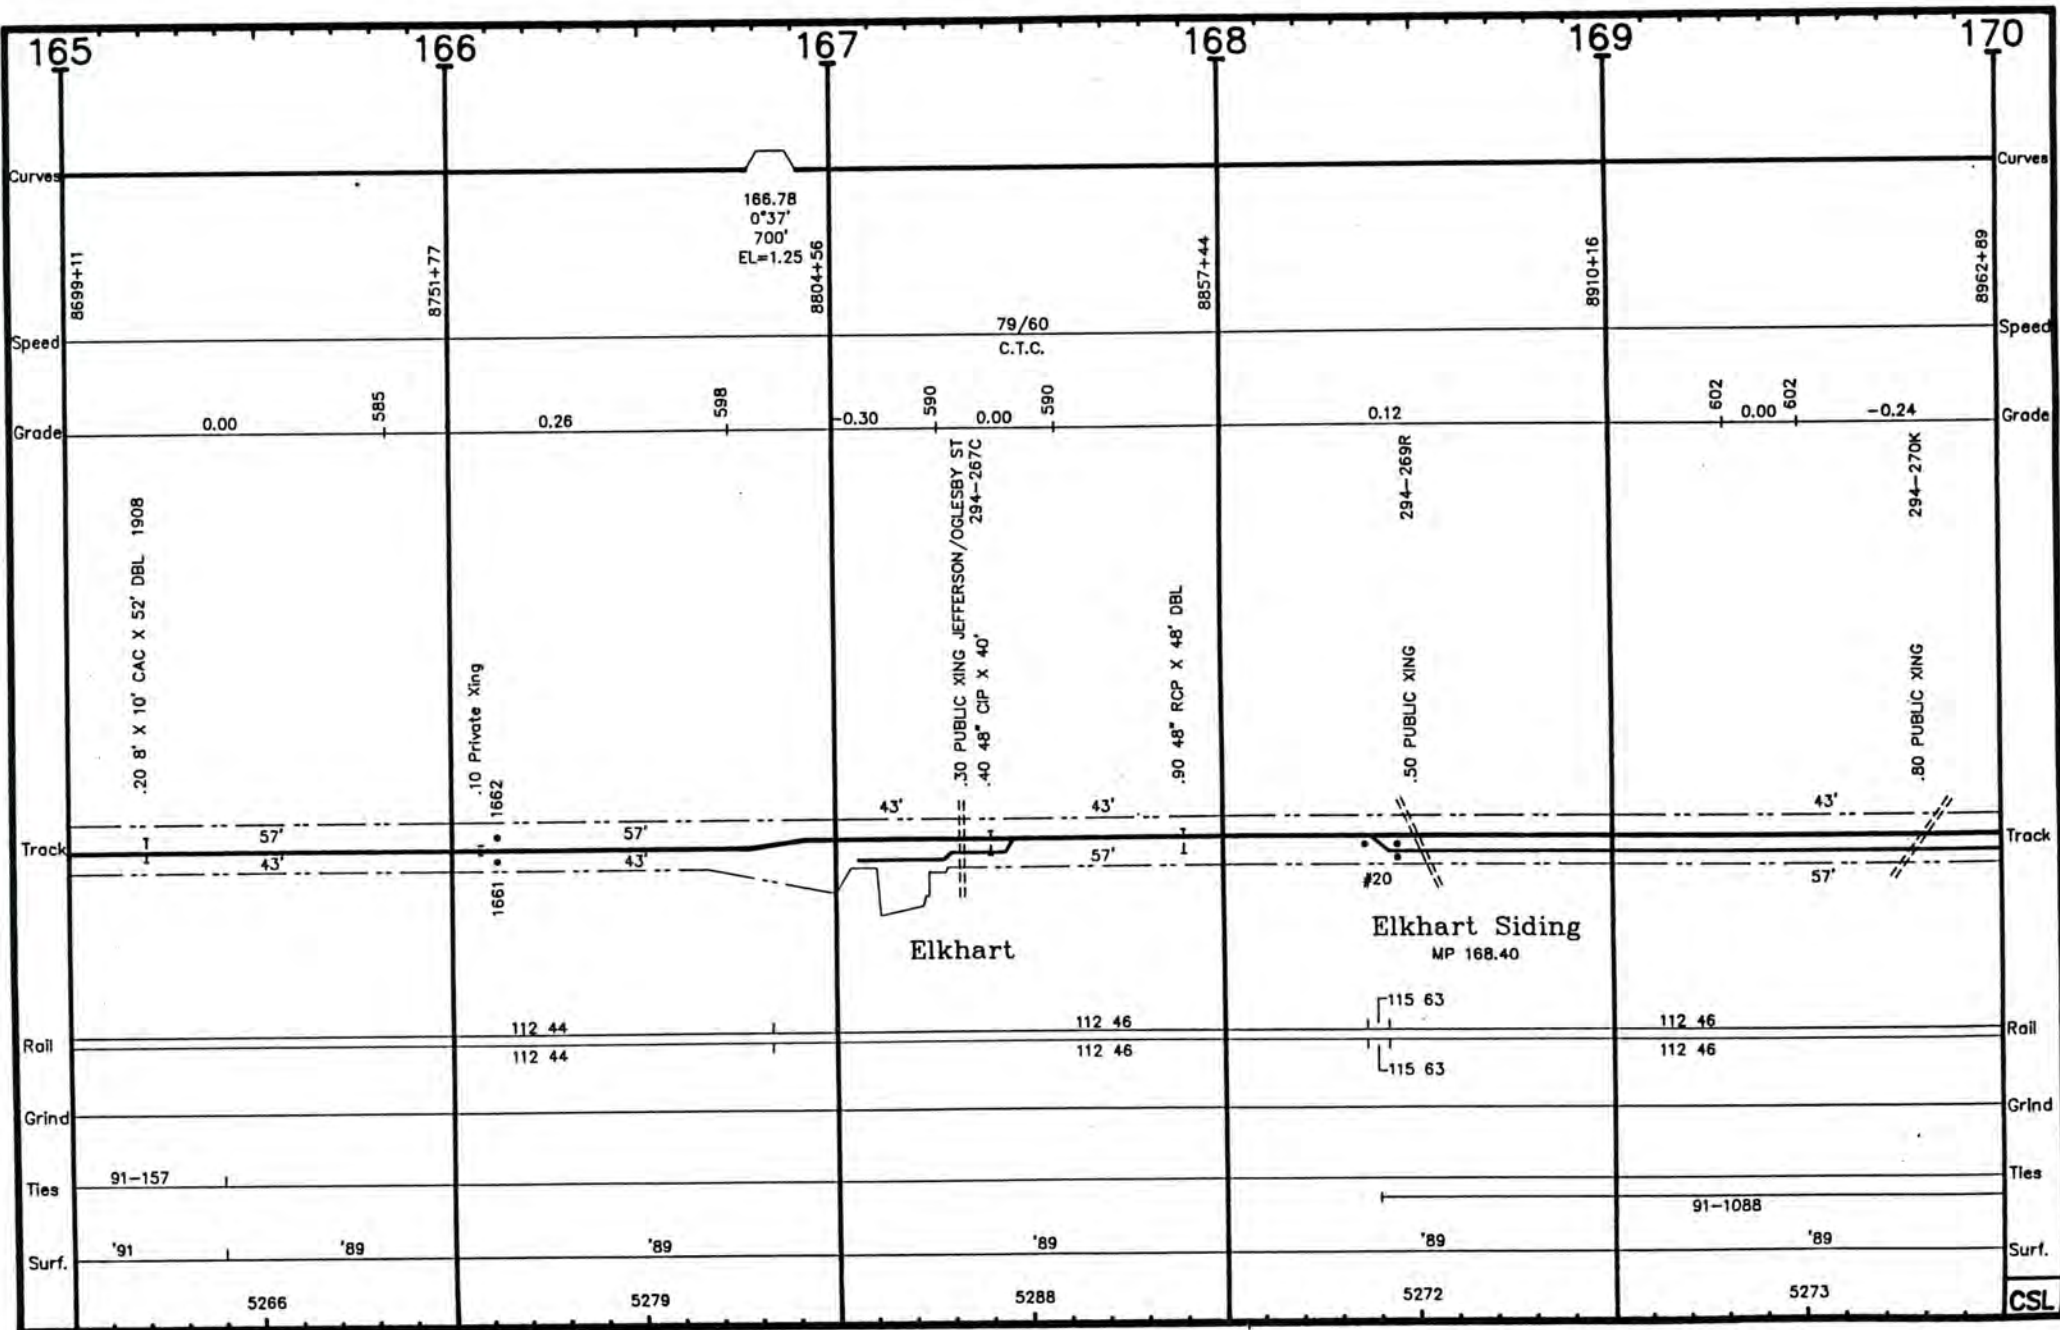 165 166 167 168 169 170
Curves Curves
166.78
0°37'
700'
EL=1.25
8699+11 8751+77 8804+56 8857+44 8910+16 8962+89
Speed 79/60 Speed
C.T.C.
Grade 0.00 585 0.26 598 -0.30 590 0.00 590 0.12 602 0.00 602 -0.24 Grade
.20 8' X 10' CAC X 52' DBL 1908
.10 Private Xing
1662
1661
.30 PUBLIC XING JEFFERSON/OGLESBY ST
294-267C
.40 48" CIP X 40'
.90 48" RCP X 48' DBL
294-269R
.50 PUBLIC XING
294-270K
.80 PUBLIC XING
43' 43' 43'
57' 57'
Track Track
43' 43' 57' 57'
#20
Elkhart
Elkhart Siding
MP 168.40
115 63
112 44 112 46 112 46
Rail Rail
112 44 112 46 112 46
115 63
Grind Grind
Ties 91-157 Ties
91-1088
'91 '89 '89 '89 '89 '89
Surf. Surf.
5266 5279 5288 5272 5273
CSL